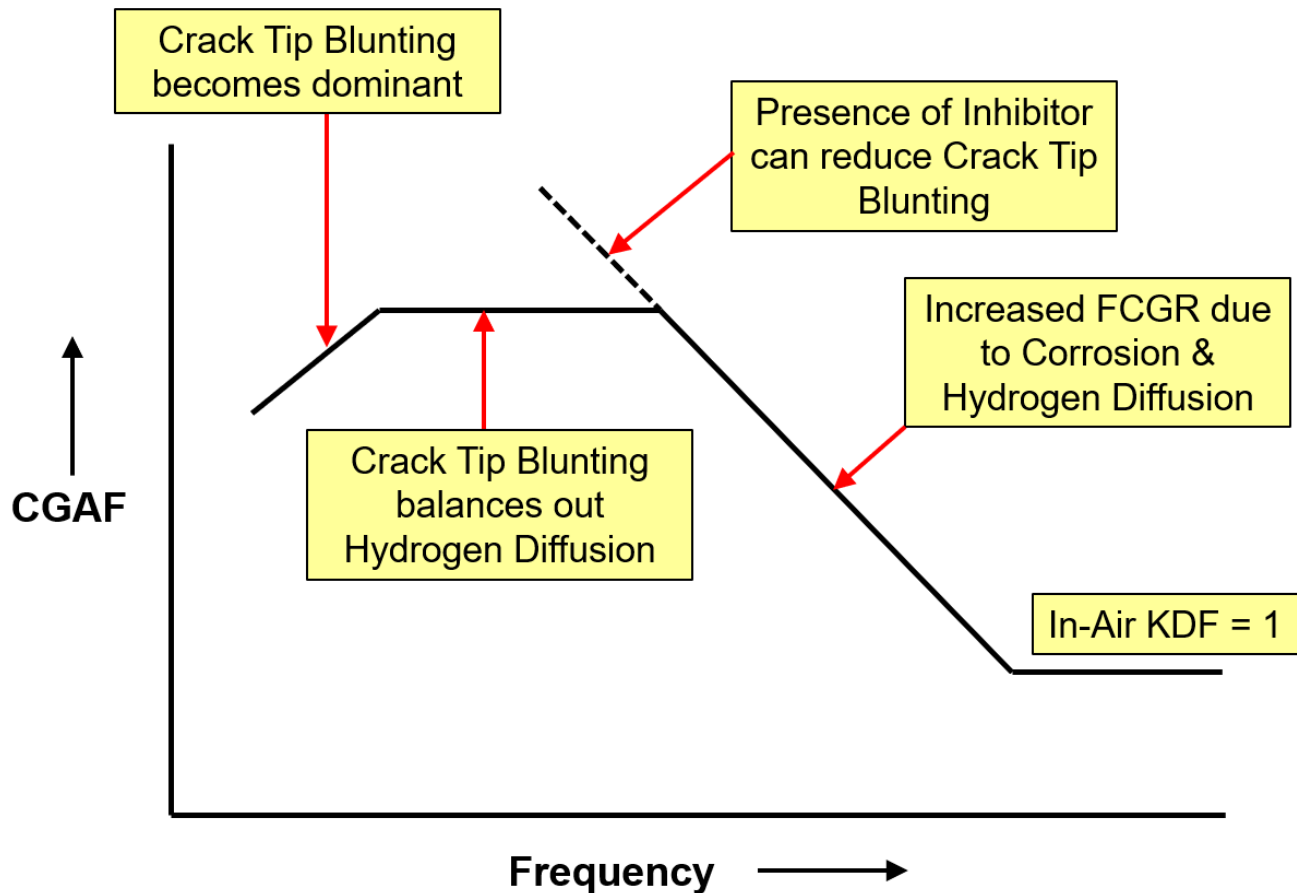 Crack Tip Blunting
becomes dominant
Presence of Inhibitor
can reduce Crack Tip
Blunting
Increased FCGR due
to Corrosion &
Hydrogen Diffusion
Crack Tip Blunting
balances out
Hydrogen Diffusion
CGAF
In-Air KDF = 1
Frequency